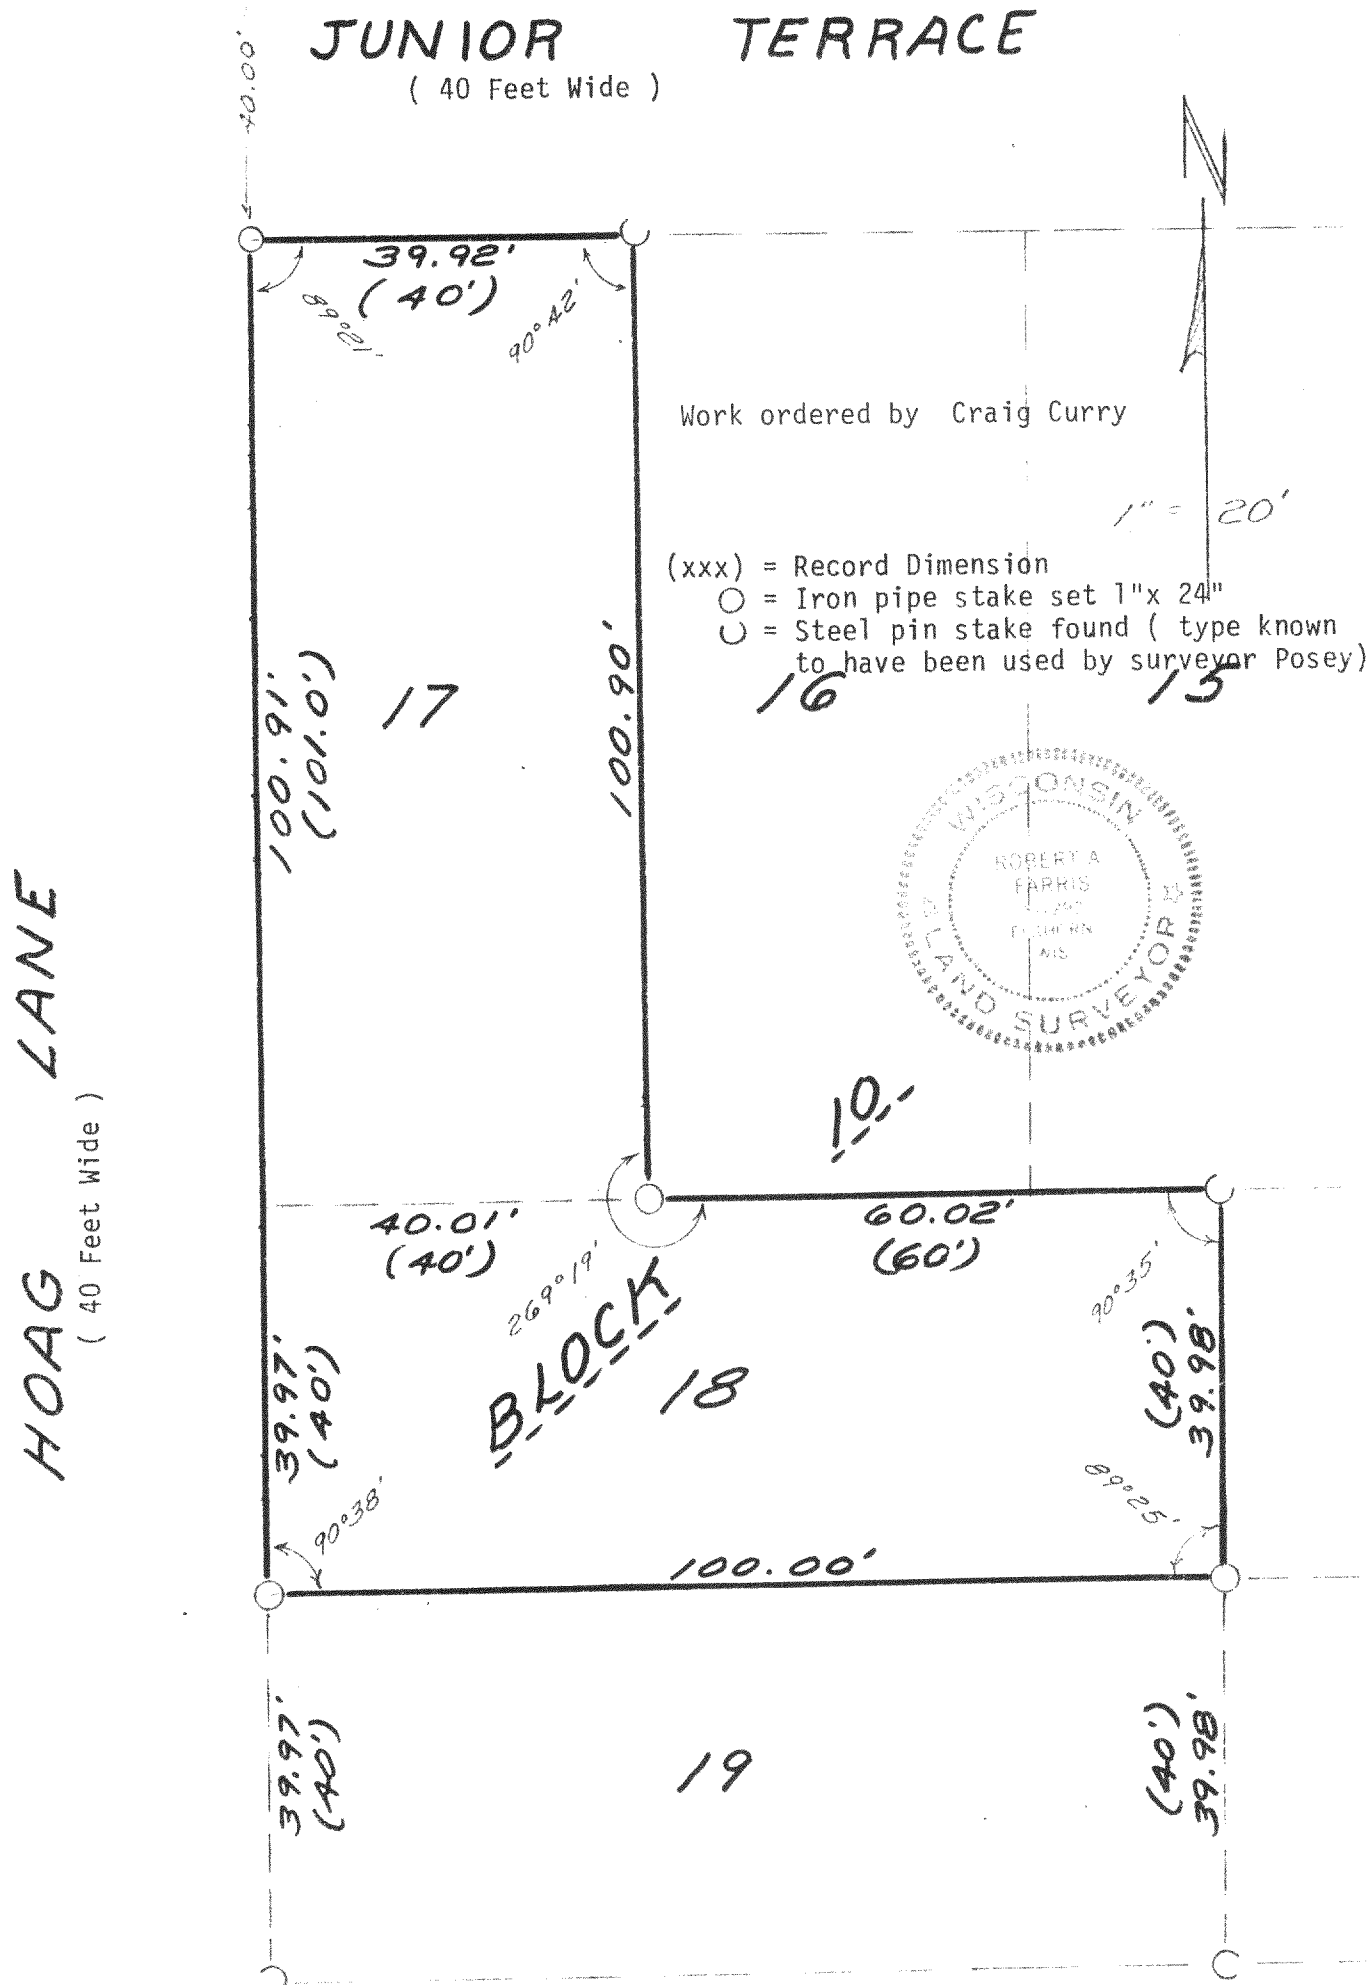 JUNIOR TERRACE
( 40 Feet Wide )
40.00'
N
39.92'
(40')
89°21'
90°42'
Work ordered by Craig Curry
1" = 20'
(xxx) = Record Dimension
= Iron pipe stake set 1"x 24"
= Steel pin stake found ( type known
to have been used by surveyor Posey)
100.91'
(101.0')
17
100.90'
16
15
WISCONSIN
LAND SURVEYOR
ROBERT A
FARRIS
WIS
HOAG LANE
( 40 Feet Wide )
BLOCK 10
40.01'
(40')
269°19'
60.02'
(60')
90°35'
39.97'
(40')
18
(40')
39.98'
90°38'
89°25'
100.00'
39.97'
(40')
19
(40')
39.98'